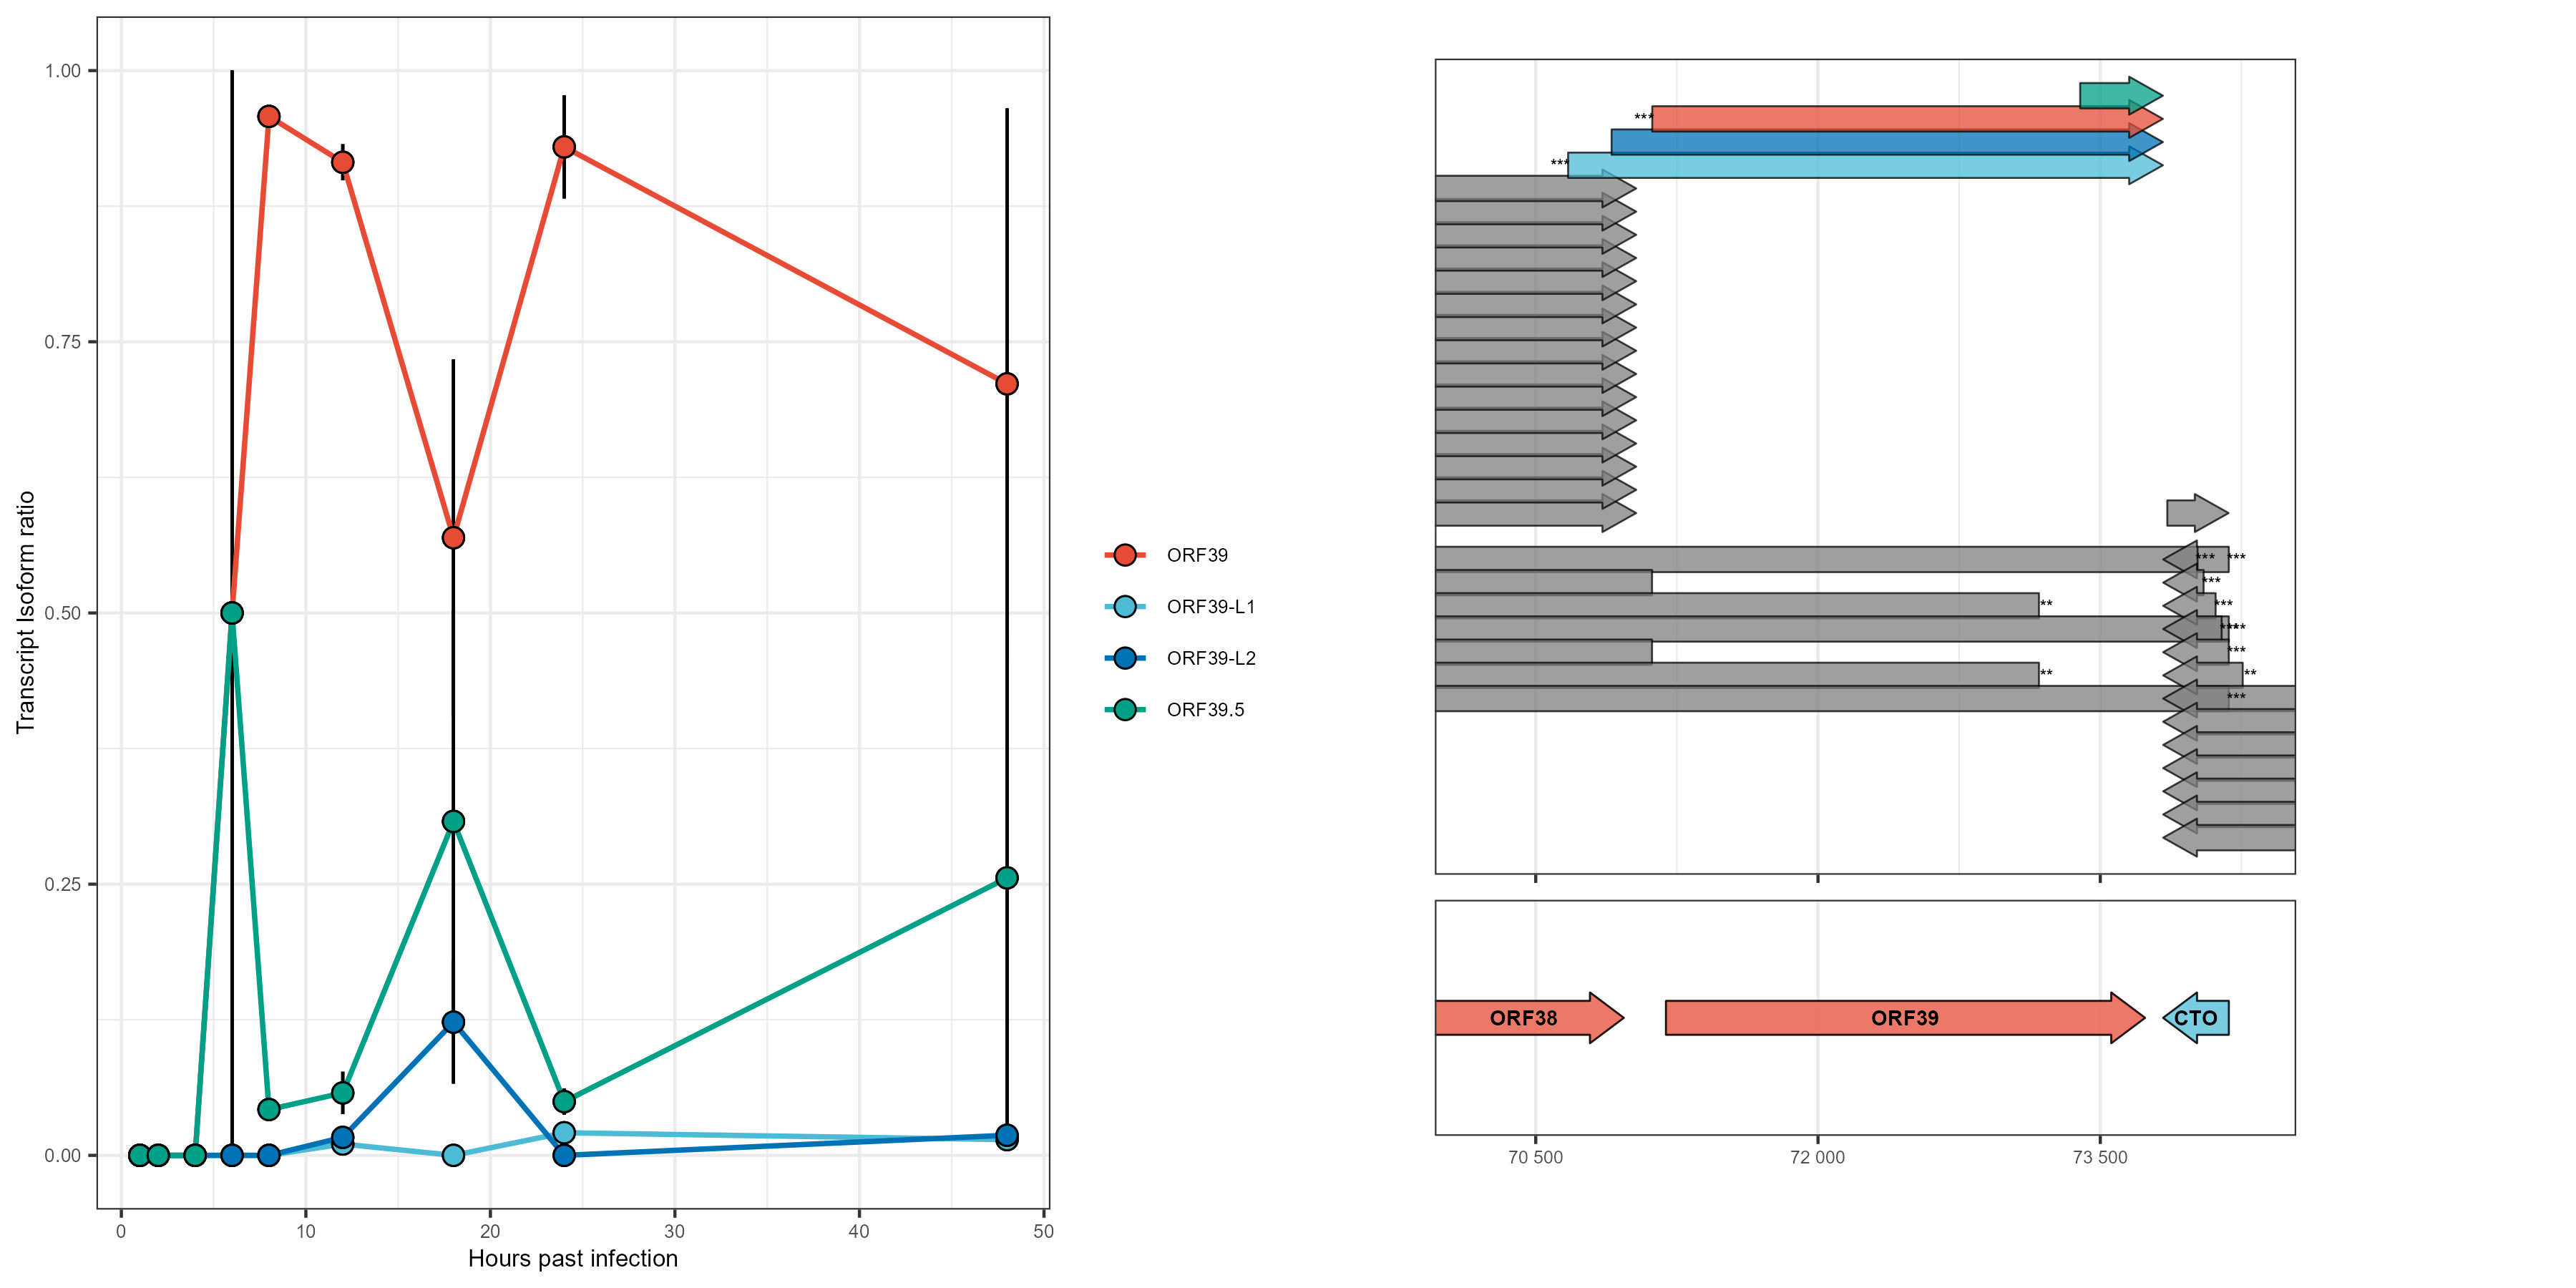 1.00
0.75
0.50
0.25
0.00
Transcript Isoform ratio
0 10 20 30 40 50
Hours past infection
ORF39
ORF39-L1
ORF39-L2
ORF39.5
***
***
*** ***
***
** ***
***
** **
***
ORF38 ORF39 CTO
70 500 72 000 73 500